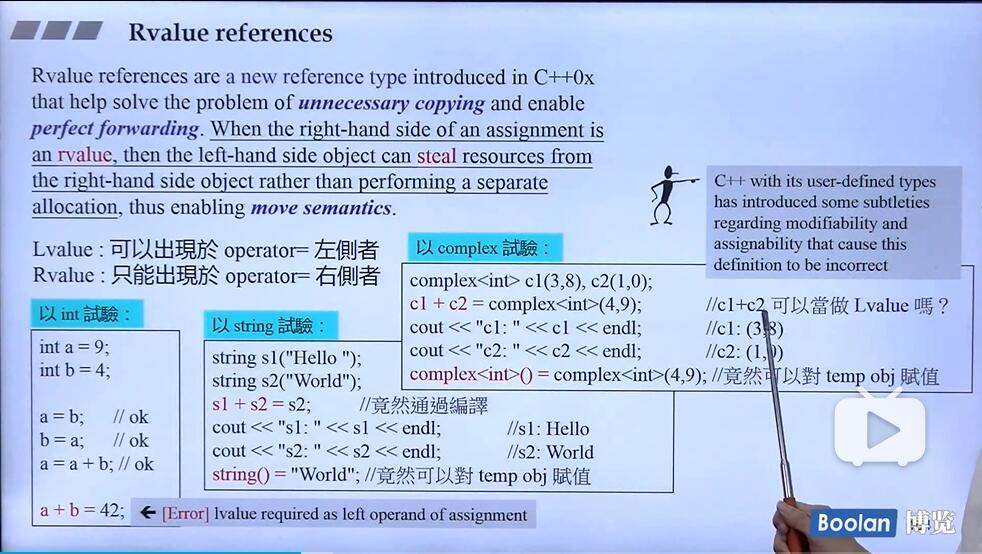 Rvalue references
Rvalue references are a new reference type introduced in C++0x
that help solve the problem of unnecessary copying and enable
perfect forwarding. When the right-hand side of an assignment is
an rvalue, then the left-hand side object can steal resources from
the right-hand side object rather than performing a separate
allocation, thus enabling move semantics.
C++ with its user-defined types
has introduced some subtleties
regarding modifiability and
assignability that cause this
definition to be incorrect
Lvalue : 可以出現於 operator= 左側者
Rvalue : 只能出現於 operator= 右側者
以 int 試驗：
int a = 9;
int b = 4;
a = b; // ok
b = a; // ok
a = a + b; // ok
a + b = 42; ← [Error] lvalue required as left operand of assignment
以 string 試驗：
string s1("Hello ");
string s2("World");
s1 + s2 = s2; //竟然通過編譯
cout << "s1: " << s1 << endl; //s1: Hello
cout << "s2: " << s2 << endl; //s2: World
string() = "World"; //竟然可以對 temp obj 賦值
以 complex 試驗：
complex<int> c1(3,8), c2(1,0);
c1 + c2 = complex<int>(4,9); //c1+c2 可以當做 Lvalue 嗎？
cout << "c1: " << c1 << endl; //c1: (3,8)
cout << "c2: " << c2 << endl; //c2: (1,0)
complex<int>() = complex<int>(4,9); //竟然可以對 temp obj 賦值
Boolan 博览